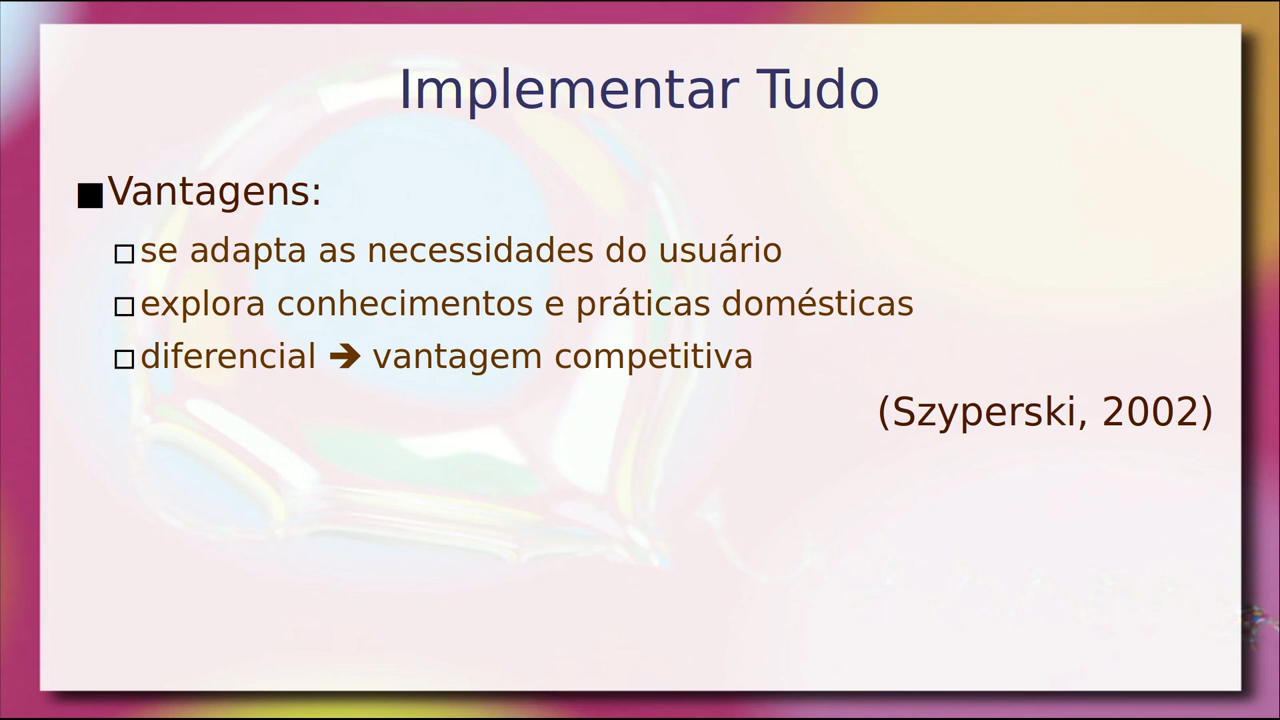 Implementar Tudo
■Vantagens:
□se adapta as necessidades do usuário
□explora conhecimentos e práticas domésticas
□diferencial ➔ vantagem competitiva
(Szyperski, 2002)